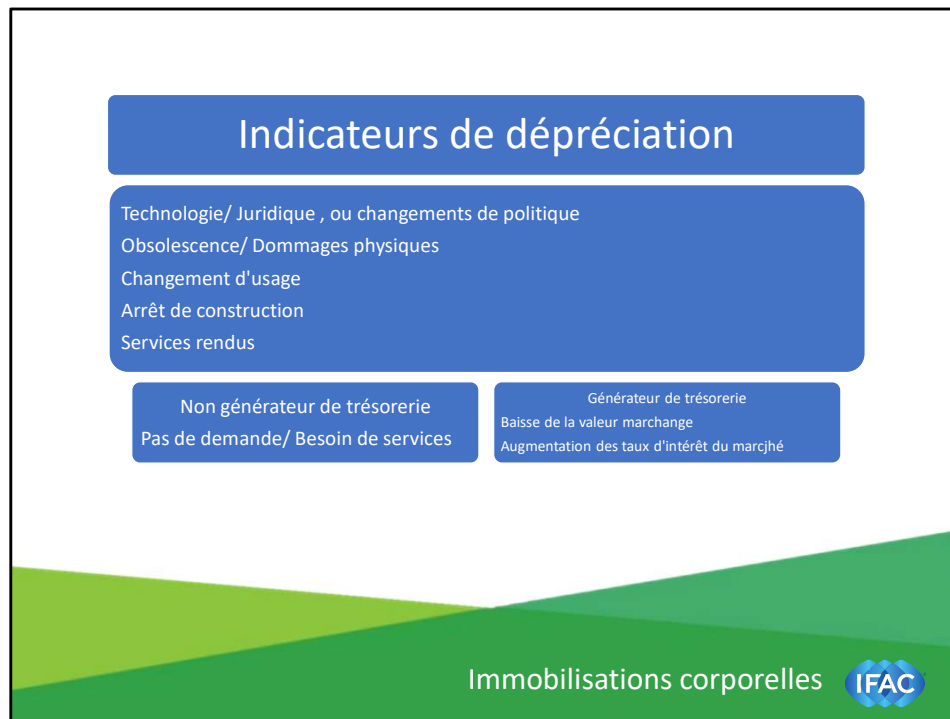 Indicateurs de dépréciation
Technologie/ Juridique , ou changements de politique
Obsolescence/ Dommages physiques
Changement d'usage
Arrêt de construction
Services rendus
Non générateur de trésorerie
Pas de demande/ Besoin de services
Générateur de trésorerie
Baisse de la valeur marchange
Augmentation des taux d'intérêt du marcjhé
Immobilisations corporelles
IFAC